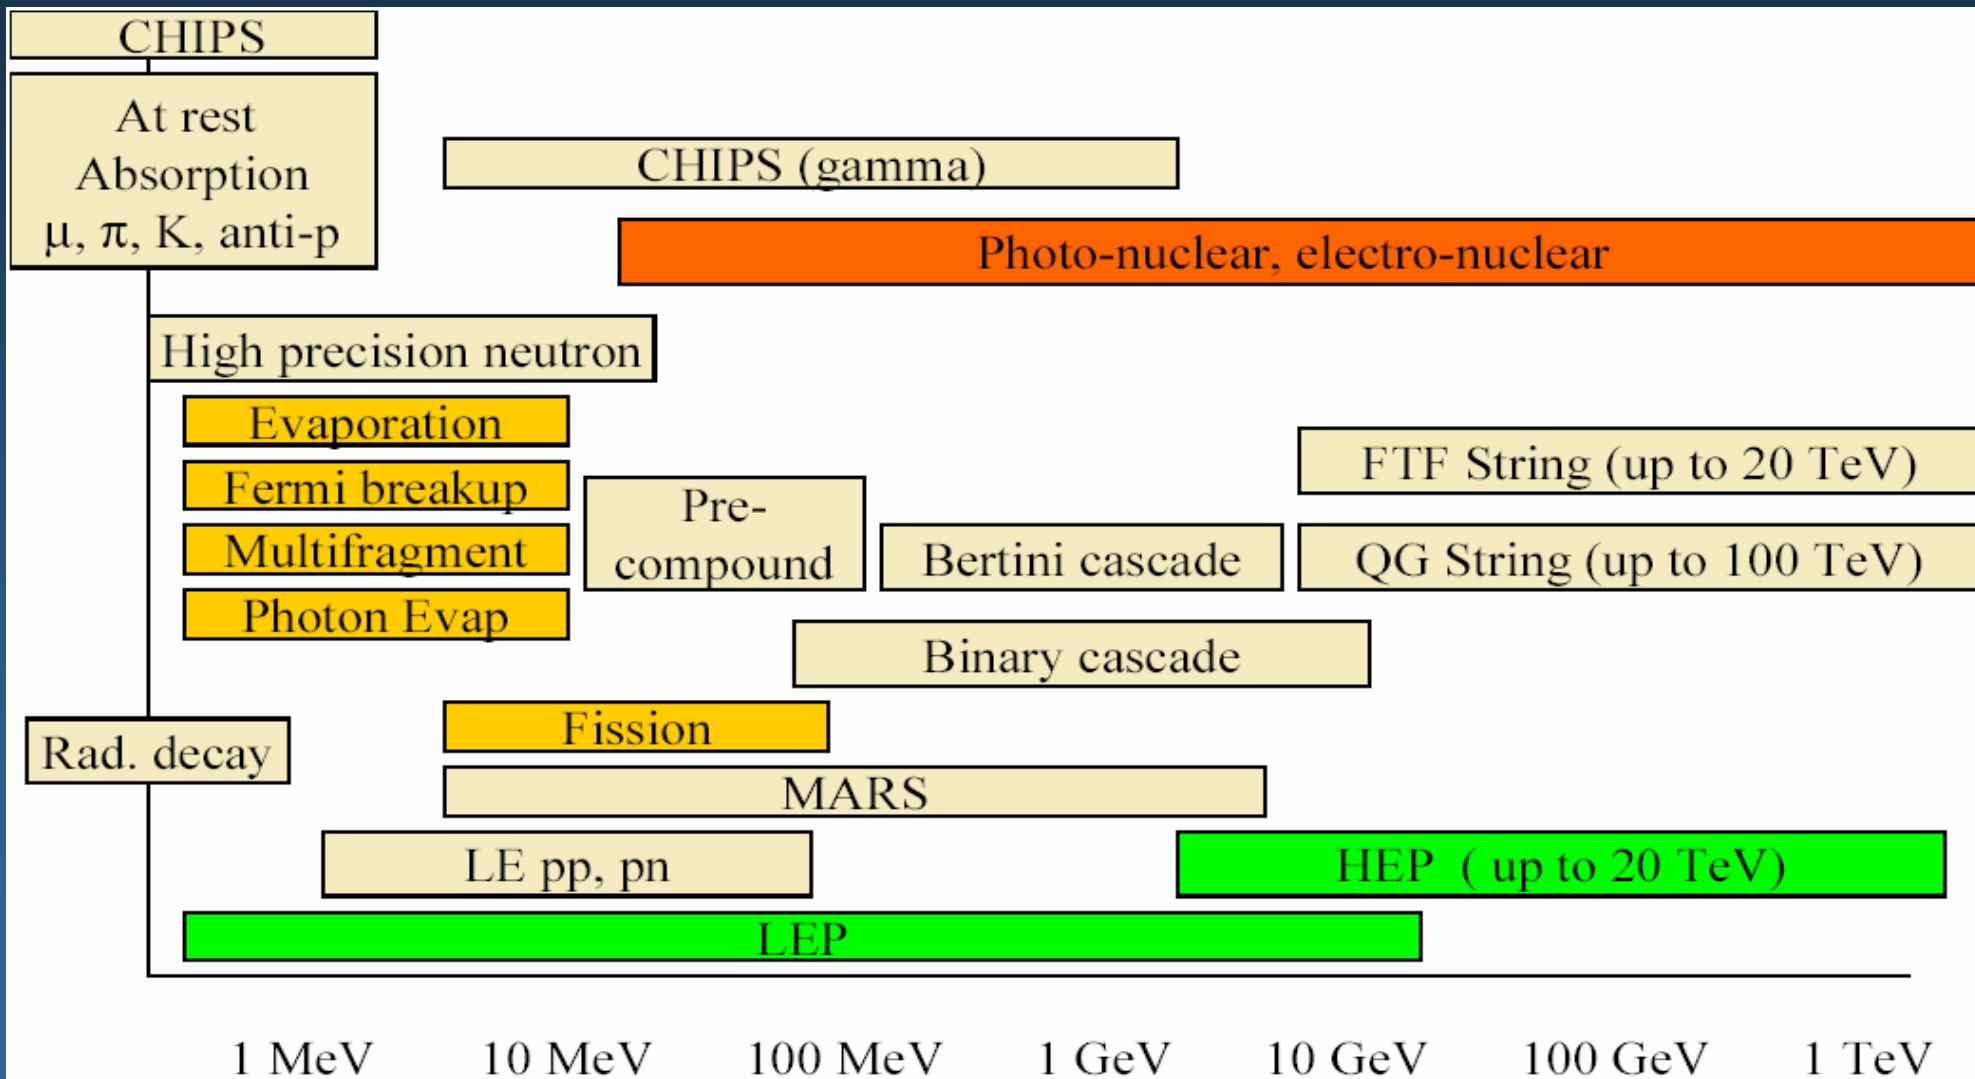 CHIPS
At rest
Absorption
μ, π, K, anti-p
CHIPS (gamma)
Photo-nuclear, electro-nuclear
High precision neutron
Evaporation
Fermi breakup
Multifragment
Photon Evap
Pre-
compound
Bertini cascade
FTF String (up to 20 TeV)
QG String (up to 100 TeV)
Binary cascade
Fission
Rad. decay
MARS
LE pp, pn
HEP ( up to 20 TeV)
LEP
1 MeV 10 MeV 100 MeV 1 GeV 10 GeV 100 GeV 1 TeV